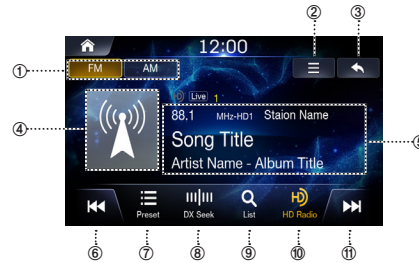 ② ③
12:00
① FM AM
Live 1
④ 88.1 MHz-HD1 Staion Name
Song Title
Artist Name - Album Title
Preset DX Seek List HD Radio
⑥ ⑦ ⑧ ⑨ ⑩ ⑪